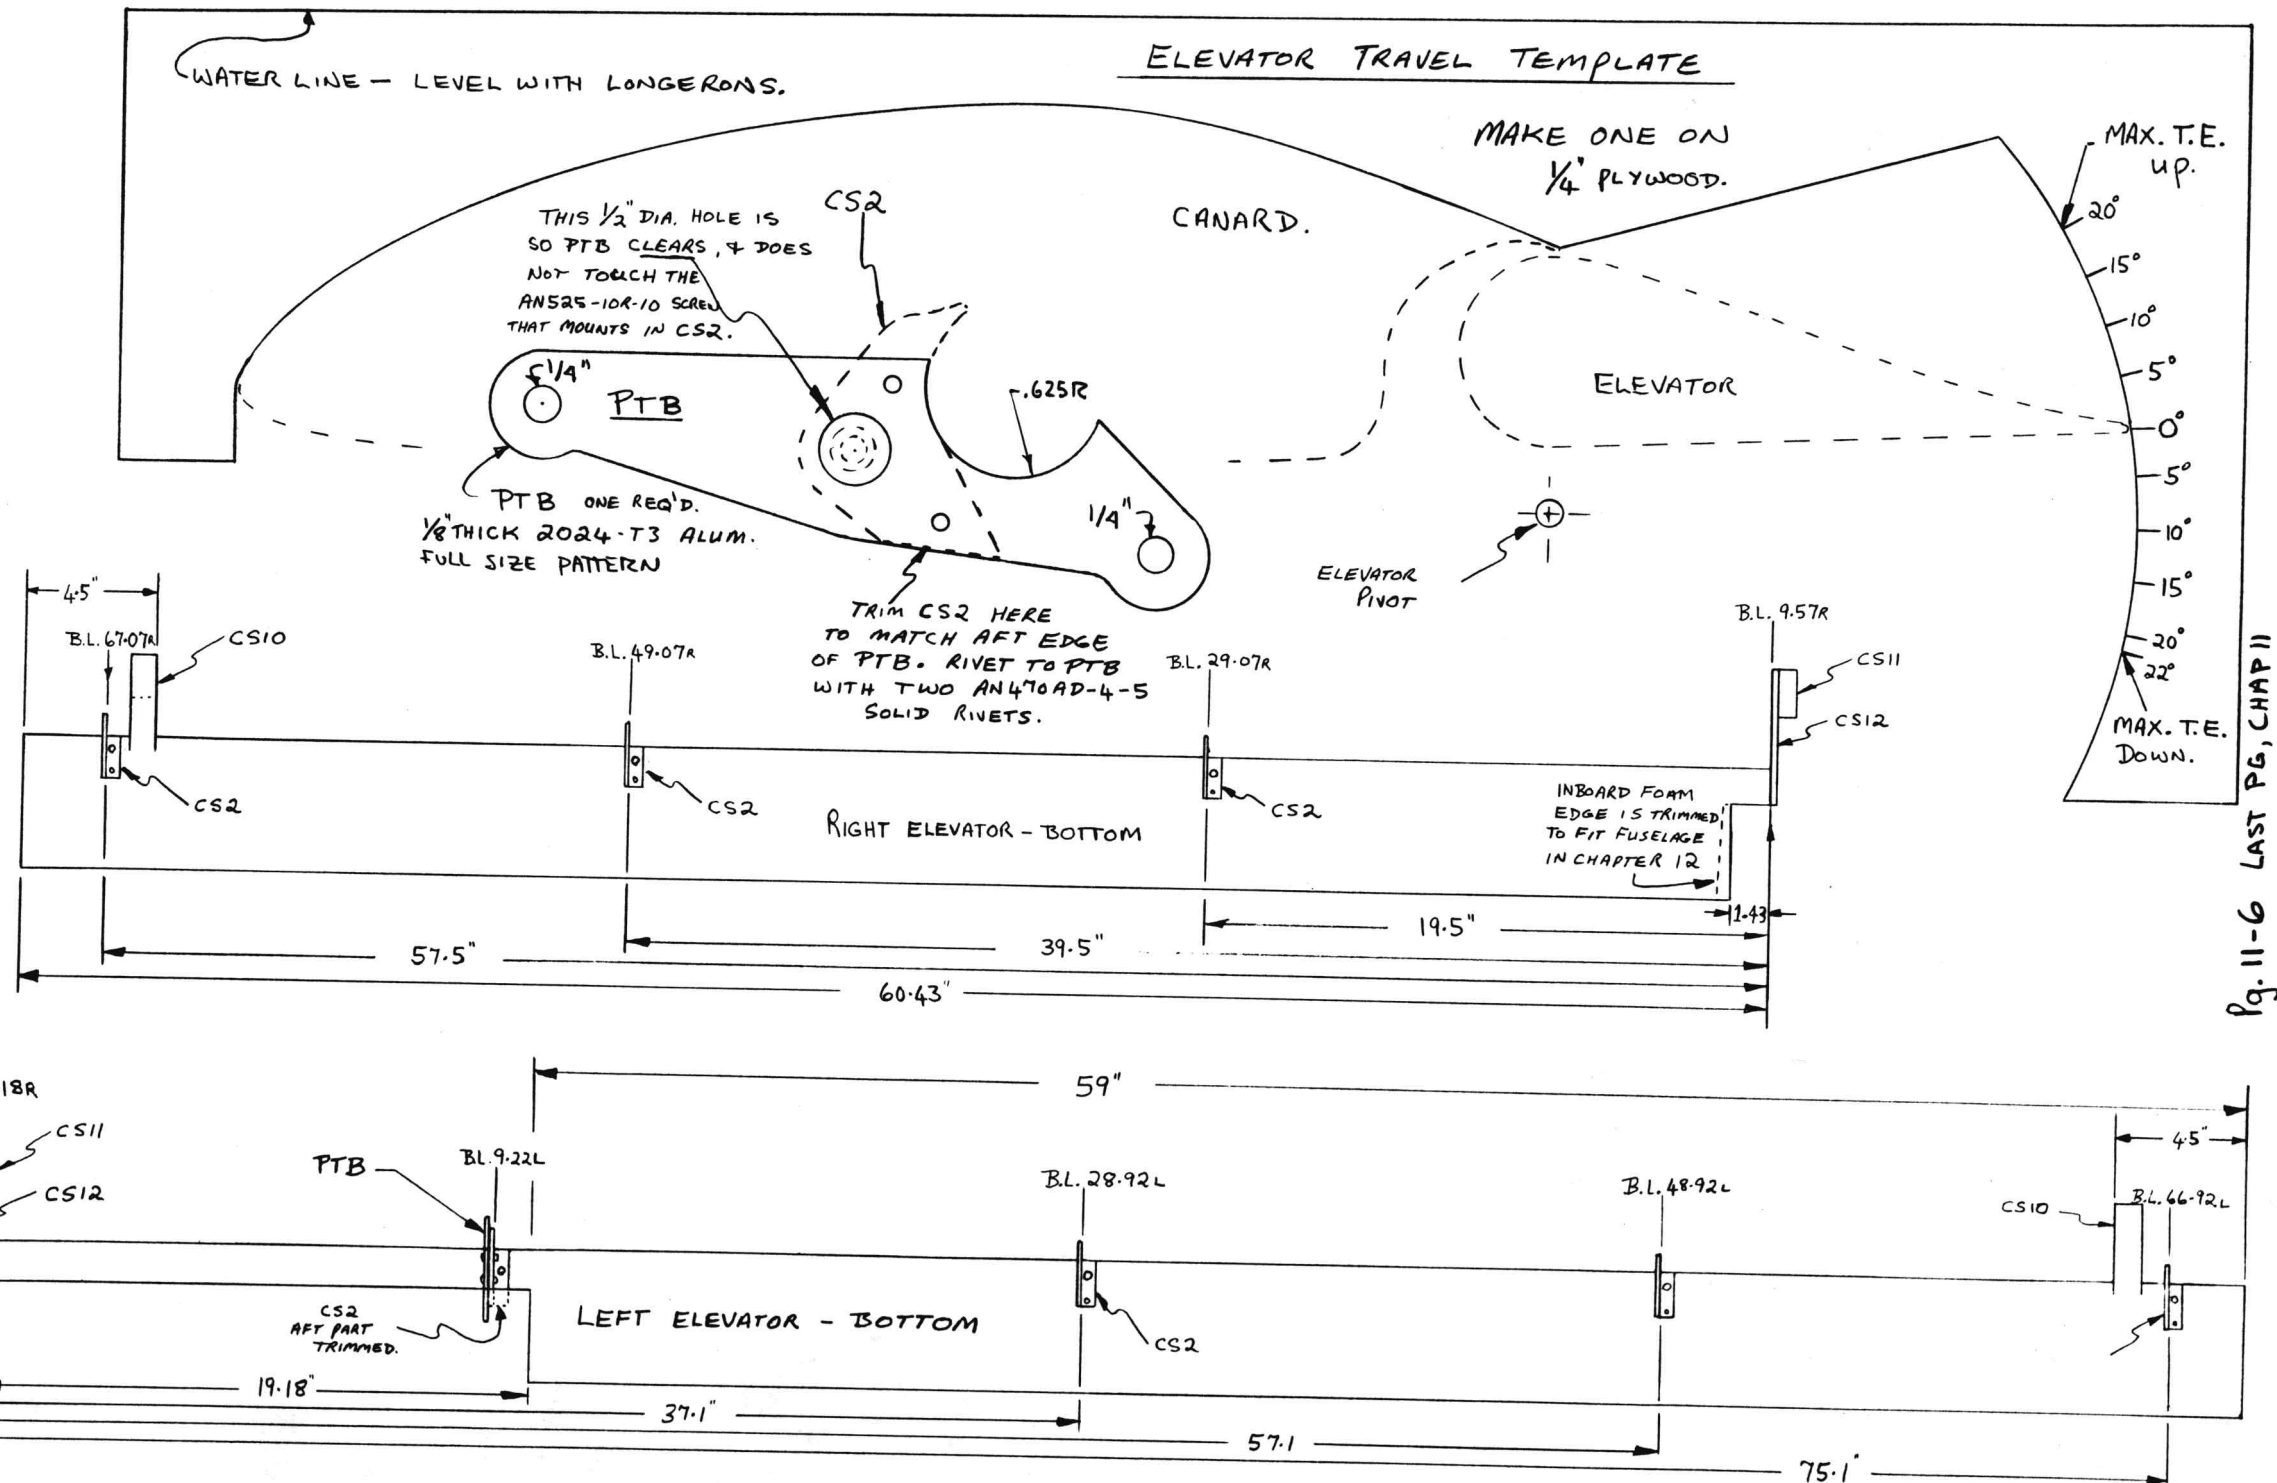 ELEVATOR TRAVEL TEMPLATE
WATER LINE — LEVEL WITH LONGERONS.
MAKE ONE ON
1/4" PLYWOOD.
MAX. T.E.
UP.
20°
15°
10°
5°
0°
5°
10°
15°
20°
22°
MAX. T.E.
DOWN.
CANARD.
CS2
THIS 1/2" DIA. HOLE IS
SO PTB CLEARS, & DOES
NOT TOUCH THE
AN525-10R-10 SCREW
THAT MOUNTS IN CS2.
1/4"
PTB
.625R
ELEVATOR
1/4"
PTB ONE REQ'D.
1/8" THICK 2024-T3 ALUM.
FULL SIZE PATTERN
ELEVATOR
PIVOT
TRIM CS2 HERE
TO MATCH AFT EDGE
OF PTB. RIVET TO PTB
WITH TWO AN470AD-4-5
SOLID RIVETS.
4.5"
B.L. 67.07R
CS10
B.L. 49.07R
B.L. 29.07R
B.L. 9.57R
CS11
CS12
CS2
CS2
CS2
RIGHT ELEVATOR - BOTTOM
INBOARD FOAM
EDGE IS TRIMMED
TO FIT FUSELAGE
IN CHAPTER 12
1.43
19.5"
39.5"
57.5"
60.43"
Pg. 11-6 LAST PG, CHAP 11
59"
18R
CS11
CS12
PTB
B.L. 9.22L
B.L. 28.92L
B.L. 48.92L
4.5"
CS10
B.L. 66.92L
CS2
AFT PART
TRIMMED.
LEFT ELEVATOR - BOTTOM
CS2
19.18"
37.1"
57.1
75.1"